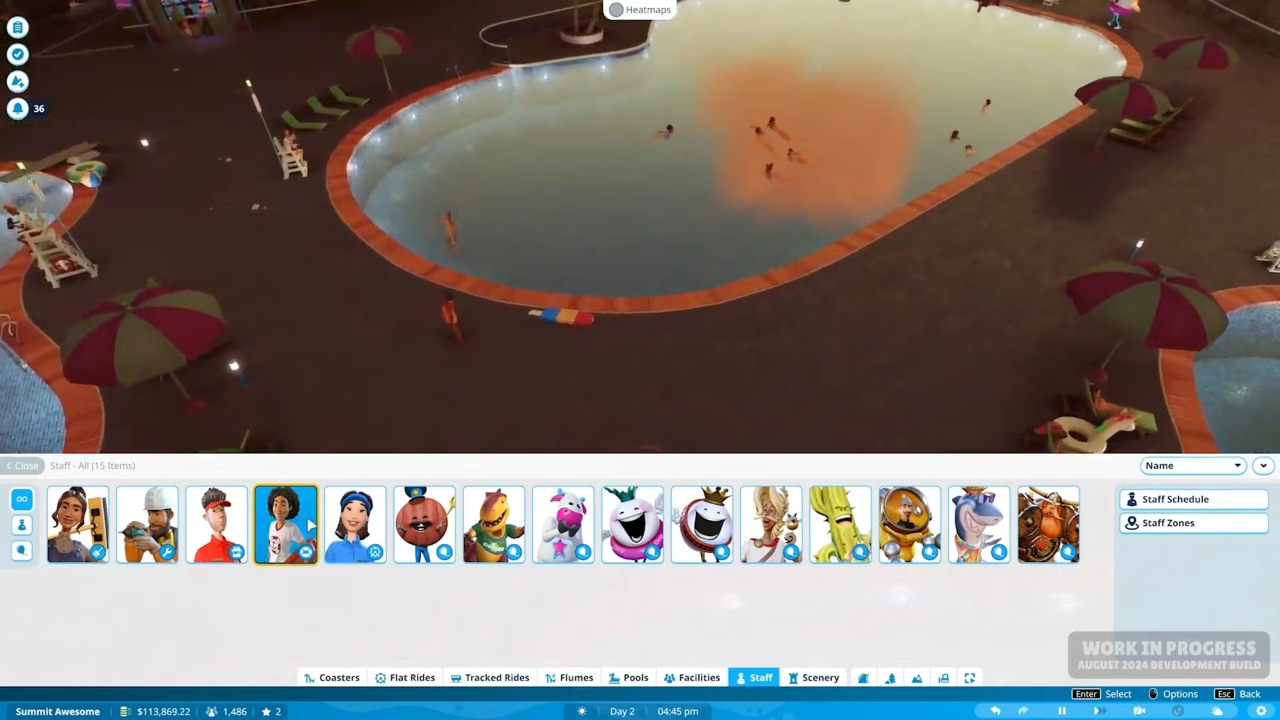 Heatmaps
36
Close
Staff - All (15 Items)
Name
Staff Schedule
Staff Zones
WORK IN PROGRESS
AUGUST 2024 DEVELOPMENT BUILD
Coasters
Flat Rides
Tracked Rides
Flumes
Pools
Facilities
Staff
Scenery
Enter Select
Options
Esc Back
Summit Awesome
$113,869.22
1,486
2
Day 2
04:45 pm